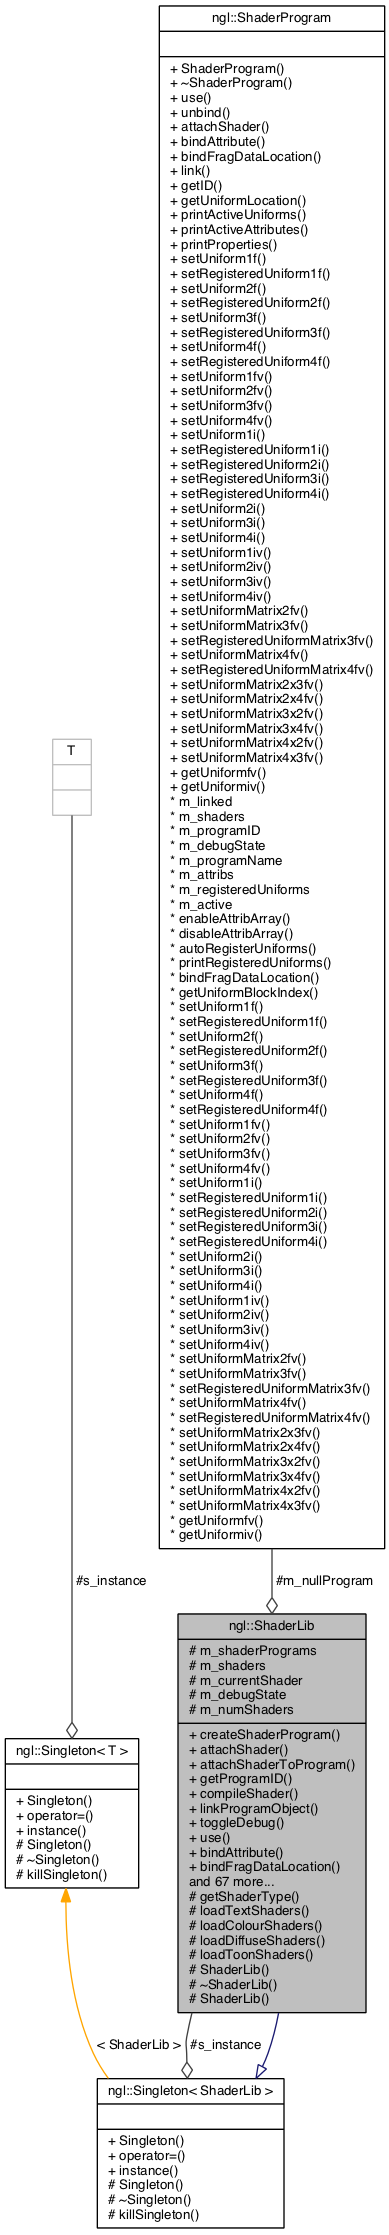 ngl::ShaderProgram
+ ShaderProgram()
+ ~ShaderProgram()
+ use()
+ unbind()
+ attachShader()
+ bindAttribute()
+ bindFragDataLocation()
+ link()
+ getID()
+ getUniformLocation()
+ printActiveUniforms()
+ printActiveAttributes()
+ printProperties()
+ setUniform1f()
+ setRegisteredUniform1f()
+ setUniform2f()
+ setRegisteredUniform2f()
+ setUniform3f()
+ setRegisteredUniform3f()
+ setUniform4f()
+ setRegisteredUniform4f()
+ setUniform1fv()
+ setUniform2fv()
+ setUniform3fv()
+ setUniform4fv()
+ setUniform1i()
+ setRegisteredUniform1i()
+ setRegisteredUniform2i()
+ setRegisteredUniform3i()
+ setRegisteredUniform4i()
+ setUniform2i()
+ setUniform3i()
+ setUniform4i()
+ setUniform1iv()
+ setUniform2iv()
+ setUniform3iv()
+ setUniform4iv()
+ setUniformMatrix2fv()
+ setUniformMatrix3fv()
+ setRegisteredUniformMatrix3fv()
+ setUniformMatrix4fv()
+ setRegisteredUniformMatrix4fv()
+ setUniformMatrix2x3fv()
+ setUniformMatrix2x4fv()
+ setUniformMatrix3x2fv()
+ setUniformMatrix3x4fv()
+ setUniformMatrix4x2fv()
+ setUniformMatrix4x3fv()
+ getUniformfv()
+ getUniformiv()
* m_linked
* m_shaders
* m_programID
* m_debugState
* m_programName
* m_attribs
* m_registeredUniforms
* m_active
* enableAttribArray()
* disableAttribArray()
* autoRegisterUniforms()
* printRegisteredUniforms()
* bindFragDataLocation()
* getUniformBlockIndex()
* setUniform1f()
* setRegisteredUniform1f()
* setUniform2f()
* setRegisteredUniform2f()
* setUniform3f()
* setRegisteredUniform3f()
* setUniform4f()
* setRegisteredUniform4f()
* setUniform1fv()
* setUniform2fv()
* setUniform3fv()
* setUniform4fv()
* setUniform1i()
* setRegisteredUniform1i()
* setRegisteredUniform2i()
* setRegisteredUniform3i()
* setRegisteredUniform4i()
* setUniform2i()
* setUniform3i()
* setUniform4i()
* setUniform1iv()
* setUniform2iv()
* setUniform3iv()
* setUniform4iv()
* setUniformMatrix2fv()
* setUniformMatrix3fv()
* setRegisteredUniformMatrix3fv()
* setUniformMatrix4fv()
* setRegisteredUniformMatrix4fv()
* setUniformMatrix2x3fv()
* setUniformMatrix2x4fv()
* setUniformMatrix3x2fv()
* setUniformMatrix3x4fv()
* setUniformMatrix4x2fv()
* setUniformMatrix4x3fv()
* getUniformfv()
* getUniformiv()
T
#s_instance
#m_nullProgram
ngl::ShaderLib
# m_shaderPrograms
# m_shaders
# m_currentShader
# m_debugState
# m_numShaders
+ createShaderProgram()
+ attachShader()
+ attachShaderToProgram()
+ getProgramID()
+ compileShader()
+ linkProgramObject()
+ toggleDebug()
+ use()
+ bindAttribute()
+ bindFragDataLocation()
and 67 more...
# getShaderType()
# loadTextShaders()
# loadColourShaders()
# loadDiffuseShaders()
# loadToonShaders()
# ShaderLib()
# ~ShaderLib()
# ShaderLib()
ngl::Singleton< T >
+ Singleton()
+ operator=()
+ instance()
# Singleton()
# ~Singleton()
# killSingleton()
< ShaderLib >
#s_instance
ngl::Singleton< ShaderLib >
+ Singleton()
+ operator=()
+ instance()
# Singleton()
# ~Singleton()
# killSingleton()